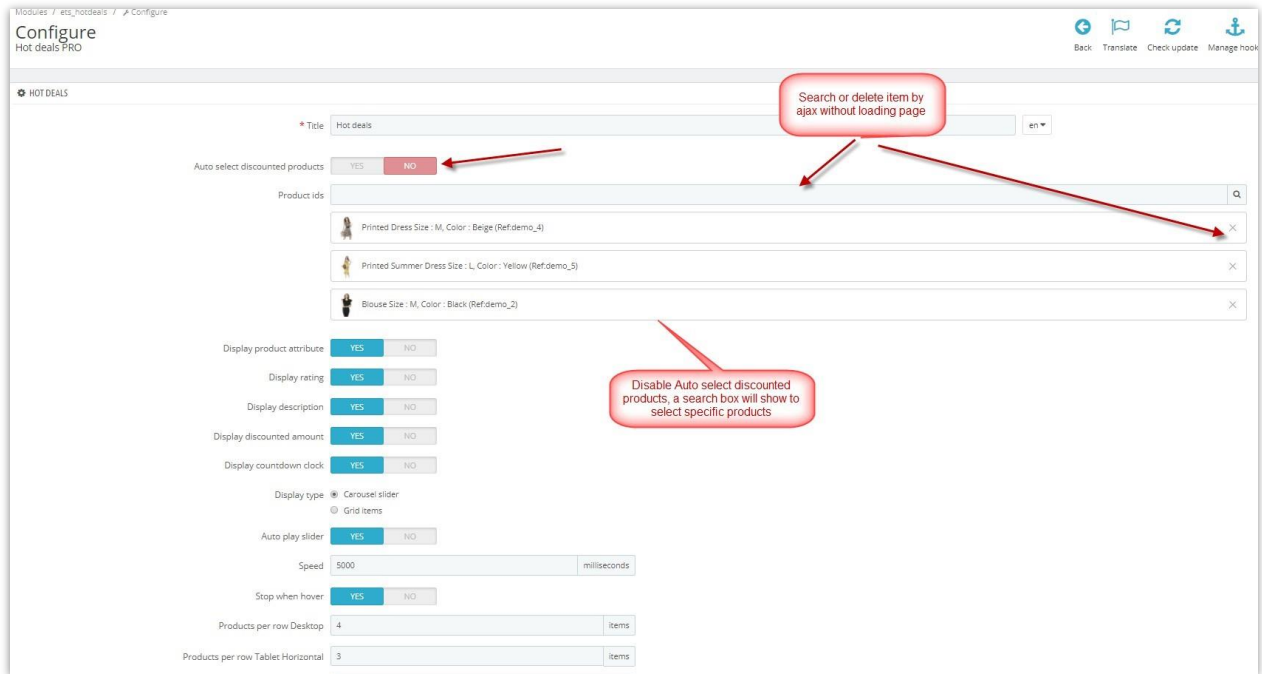 Modules / ets_hotdeals / Configure
Configure
Hot deals PRO
Back Translate Check update Manage hook
HOT DEALS
Search or delete item by
ajax without loading page
* Title Hot deals en
Auto select discounted products YES NO
Product ids
Printed Dress Size : M, Color : Beige (Ref:demo_4) ×
Printed Summer Dress Size : L, Color : Yellow (Ref:demo_5) ×
Blouse Size : M, Color : Black (Ref:demo_2) ×
Display product attribute YES NO
Display rating YES NO
Disable Auto select discounted
products, a search box will show to
select specific products
Display description YES NO
Display discounted amount YES NO
Display countdown clock YES NO
Display type Carousel slider
Grid items
Auto play slider YES NO
Speed 5000 milliseconds
Stop when hover YES NO
Products per row Desktop 4 items
Products per row Tablet Horizontal 3 items